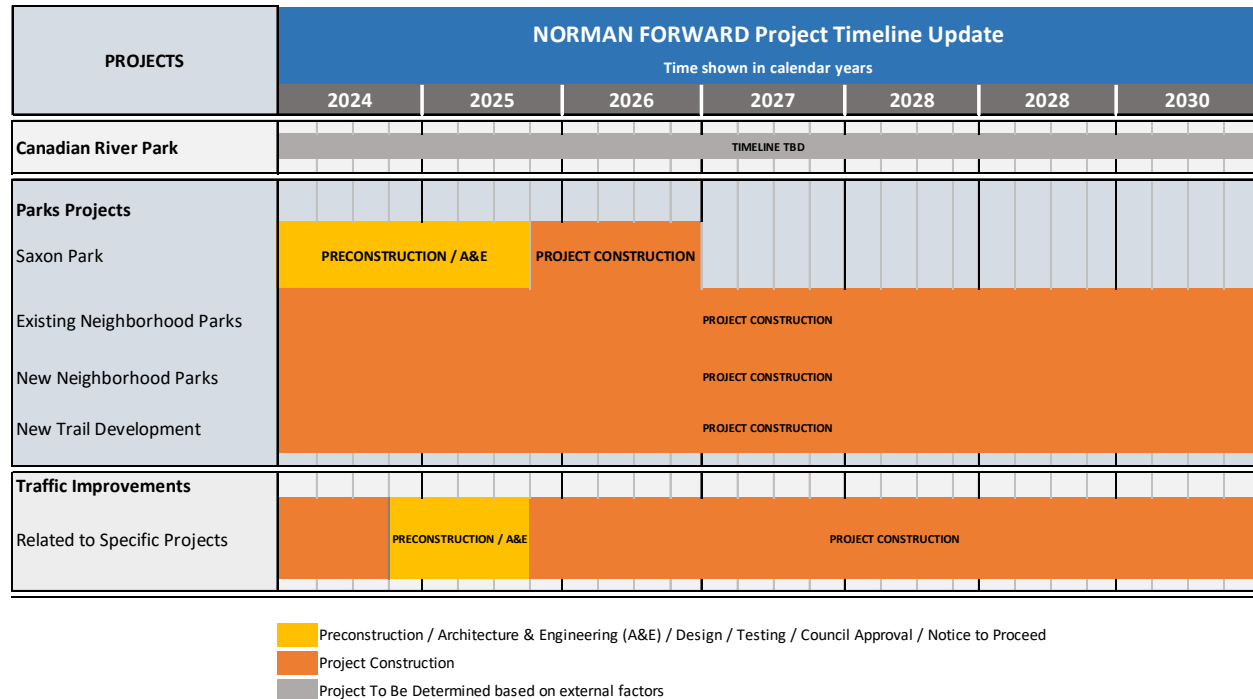 PROJECTS
NORMAN FORWARD Project Timeline Update
Time shown in calendar years
2024 2025 2026 2027 2028 2028 2030
Canadian River Park
TIMELINE TBD
Parks Projects
Saxon Park
PRECONSTRUCTION / A&E
PROJECT CONSTRUCTION
Existing Neighborhood Parks
PROJECT CONSTRUCTION
New Neighborhood Parks
PROJECT CONSTRUCTION
New Trail Development
PROJECT CONSTRUCTION
Traffic Improvements
Related to Specific Projects
PRECONSTRUCTION / A&E
PROJECT CONSTRUCTION
Preconstruction / Architecture & Engineering (A&E) / Design / Testing / Council Approval / Notice to Proceed
Project Construction
Project To Be Determined based on external factors